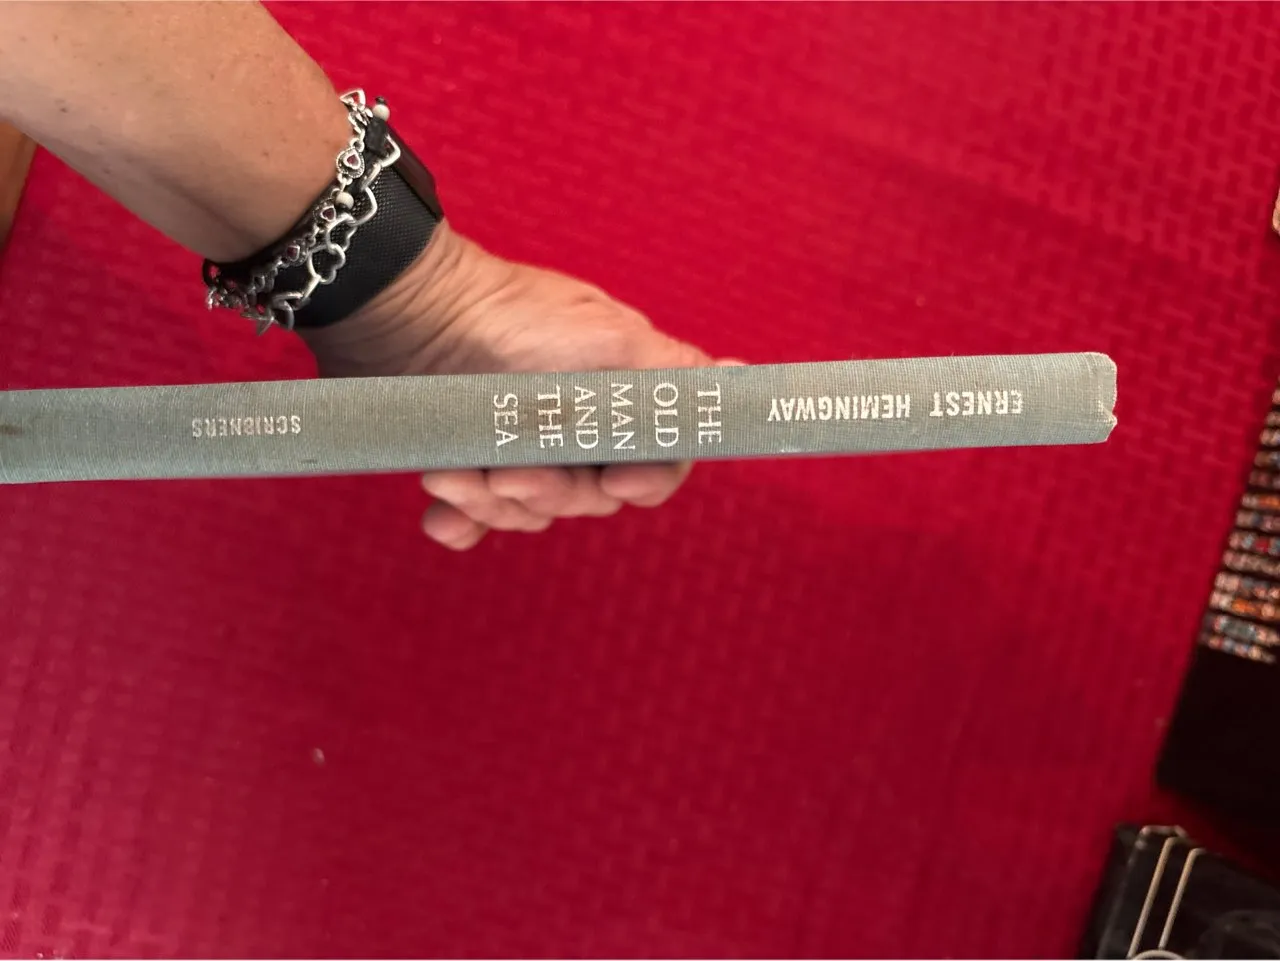 ERNEST HEMINGWAY
THE
OLD
MAN
AND
THE
SEA
SCRIBNERS